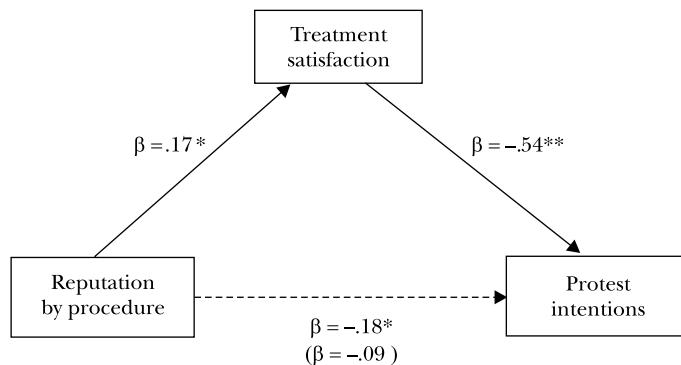 Treatment
satisfaction
β =.17 *
β = –.54**
Reputation
by procedure
Protest
intentions
β = –.18*
(β = –.09 )